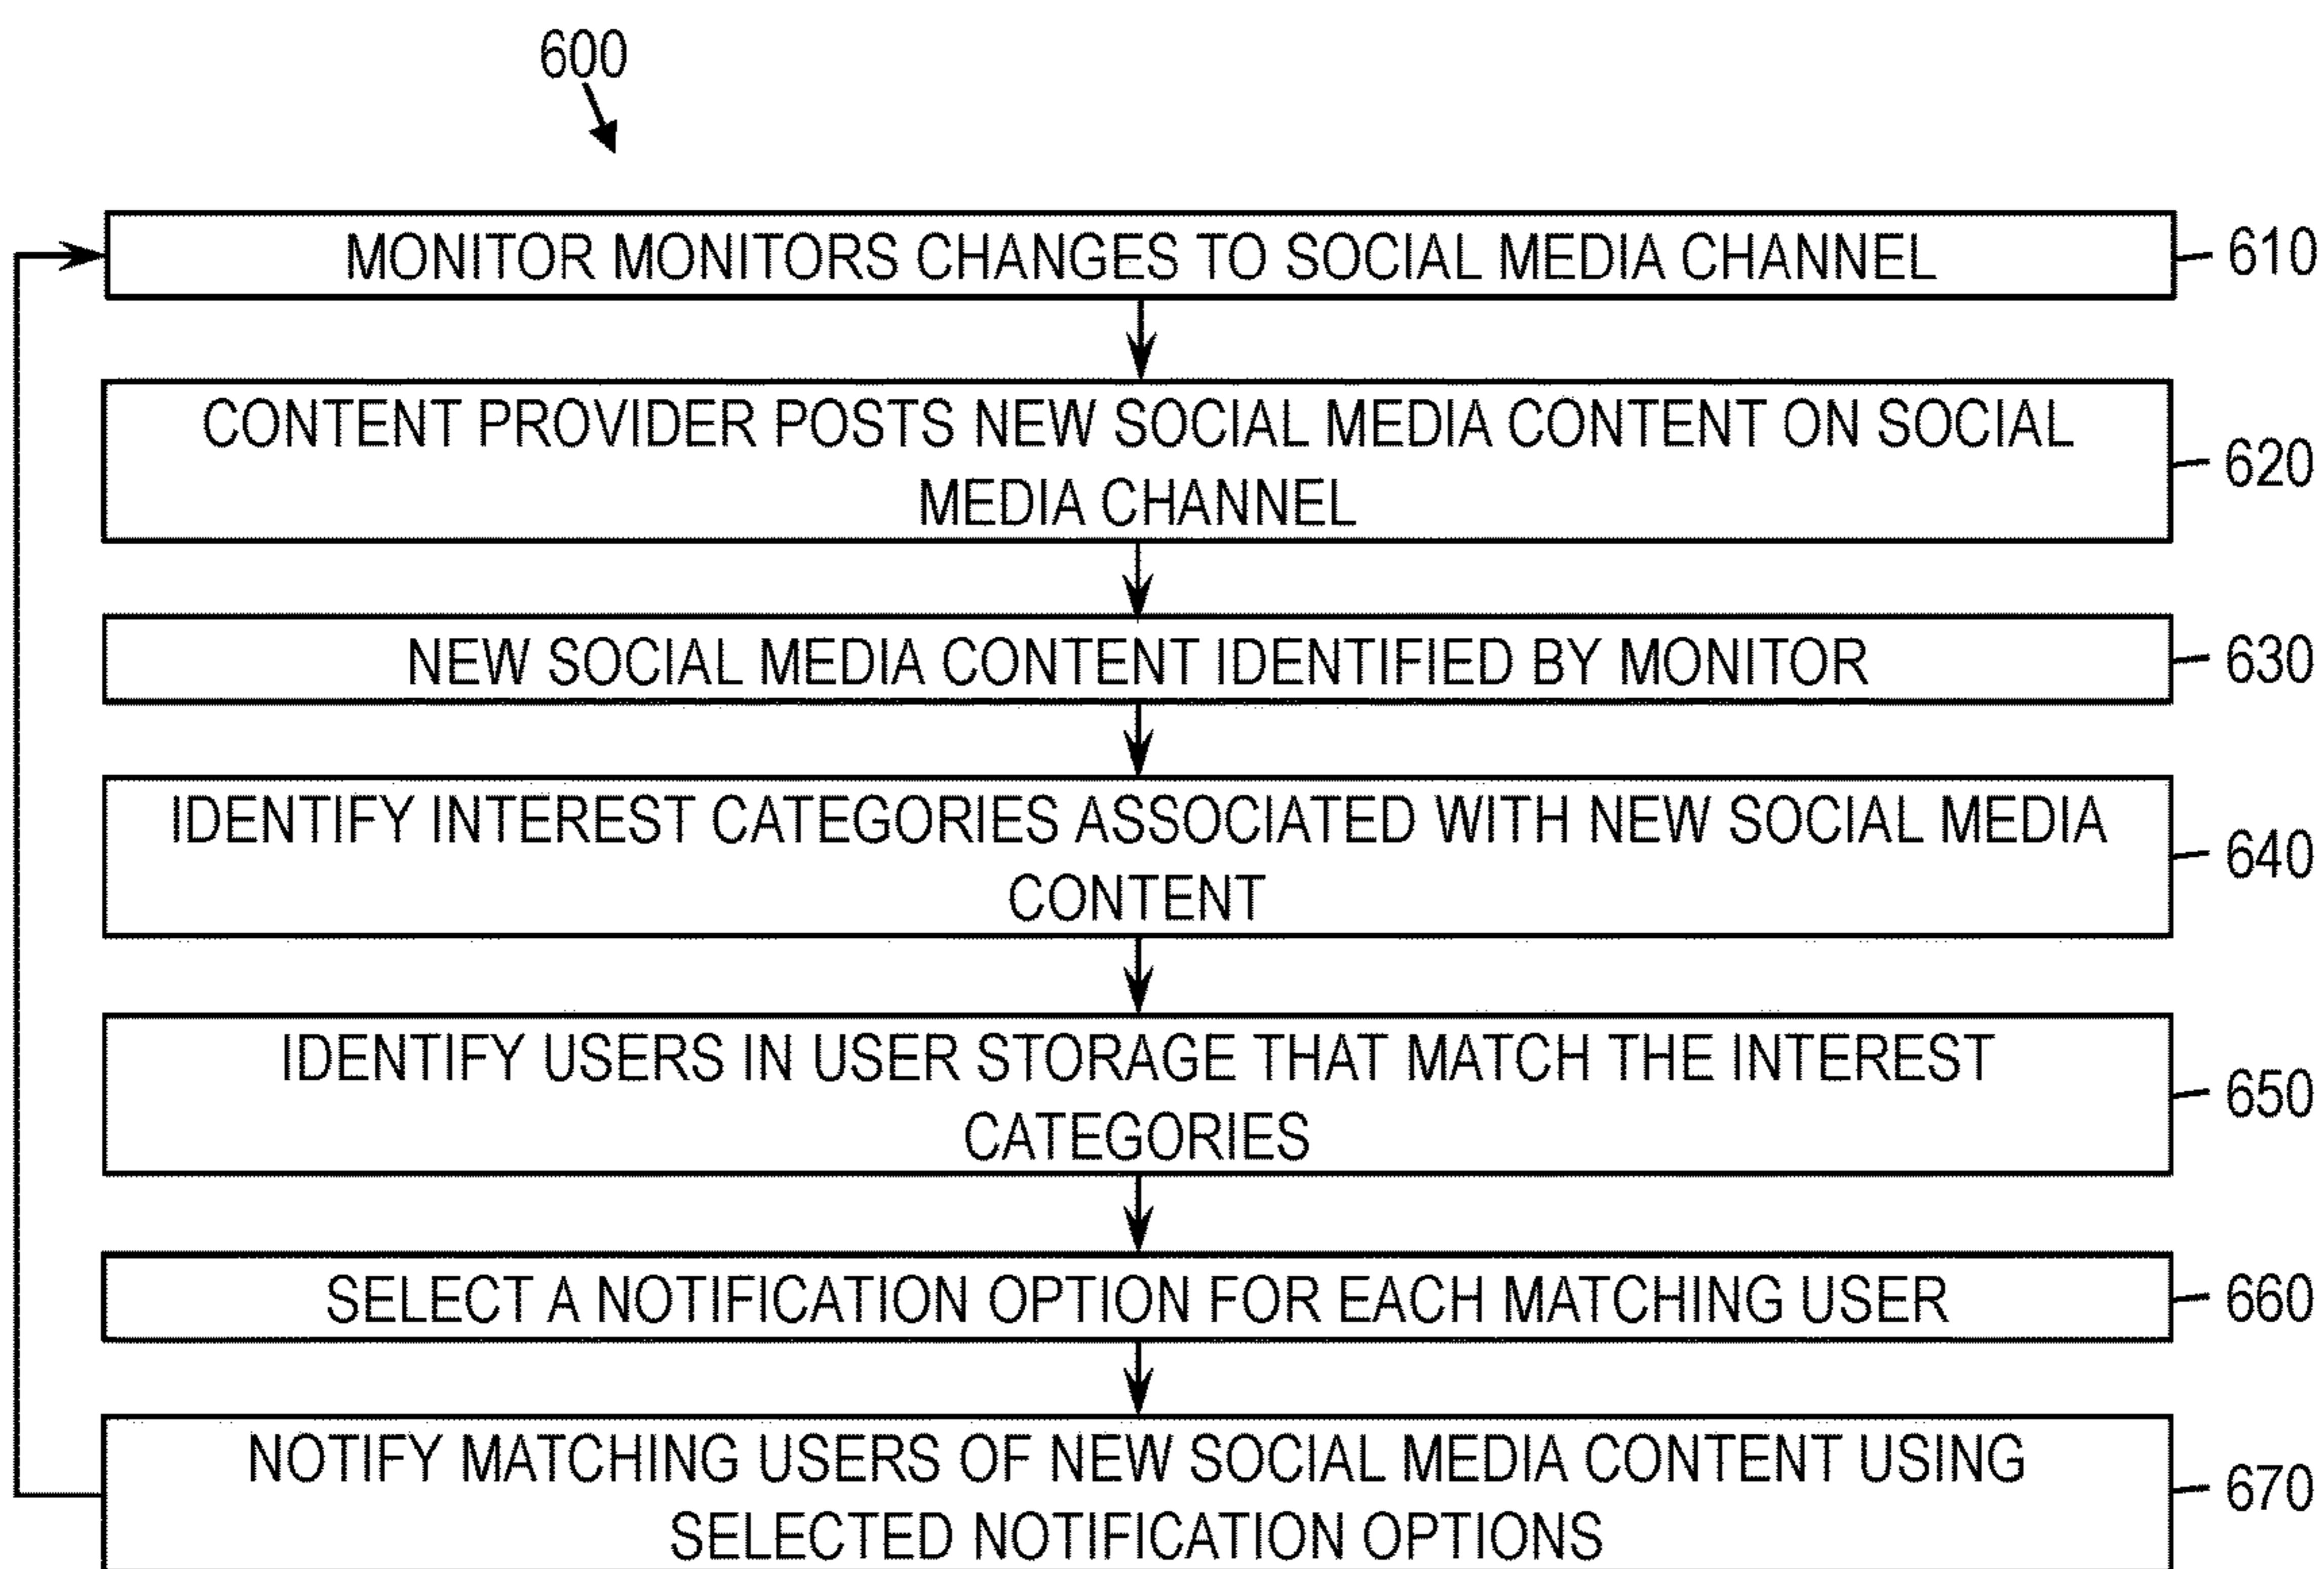 600
MONITOR MONITORS CHANGES TO SOCIAL MEDIA CHANNEL
610
CONTENT PROVIDER POSTS NEW SOCIAL MEDIA CONTENT ON SOCIAL
MEDIA CHANNEL
620
NEW SOCIAL MEDIA CONTENT IDENTIFIED BY MONITOR
630
IDENTIFY INTEREST CATEGORIES ASSOCIATED WITH NEW SOCIAL MEDIA
CONTENT
640
IDENTIFY USERS IN USER STORAGE THAT MATCH THE INTEREST
CATEGORIES
650
SELECT A NOTIFICATION OPTION FOR EACH MATCHING USER
660
NOTIFY MATCHING USERS OF NEW SOCIAL MEDIA CONTENT USING
SELECTED NOTIFICATION OPTIONS
670